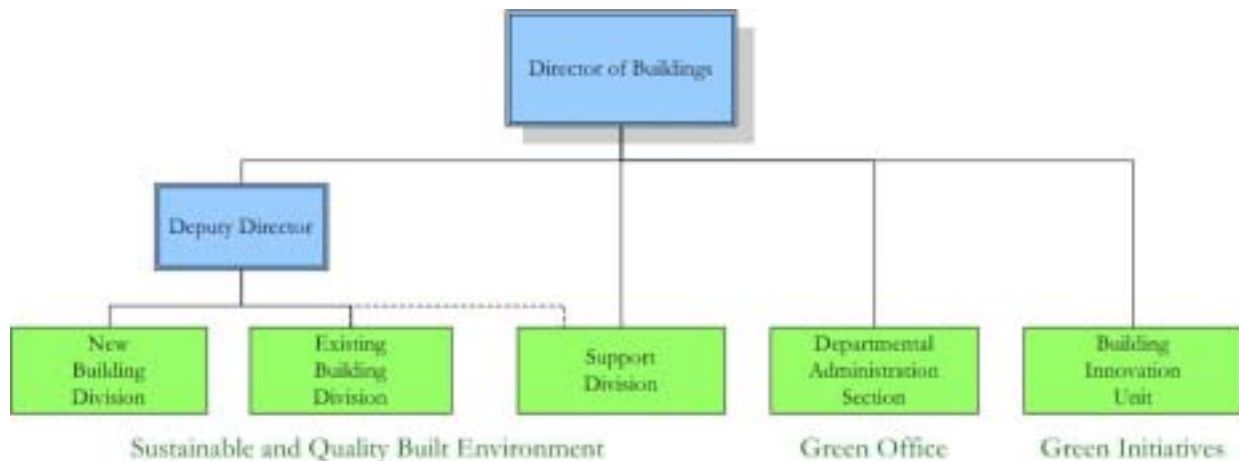 Director of Buildings
Deputy Director
New
Building
Division
Existing
Building
Division
Support
Division
Departmental
Administration
Section
Building
Innovation
Unit
Sustainable and Quality Built Environment
Green Office
Green Initiatives